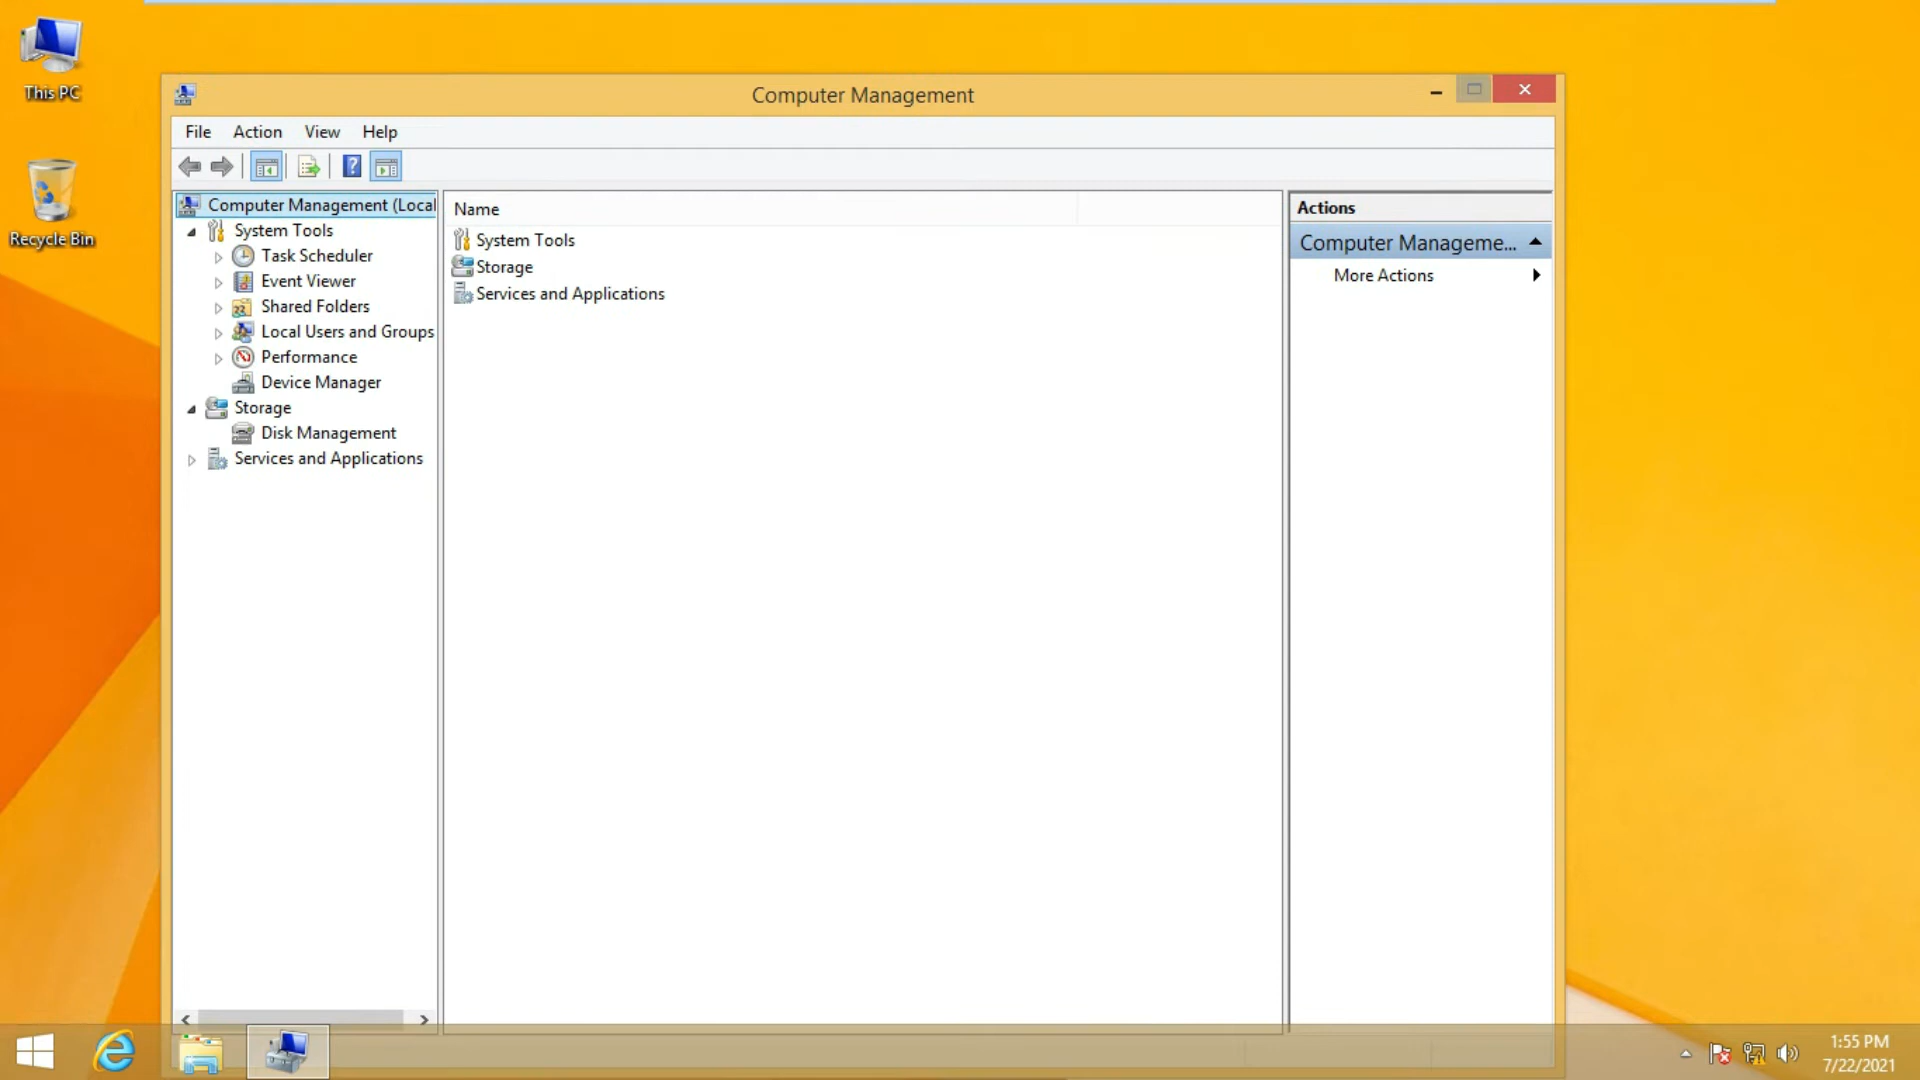 This PC
Recycle Bin
Computer Management
File Action View Help
Computer Management (Local
System Tools
Task Scheduler
Event Viewer
Shared Folders
Local Users and Groups
Performance
Device Manager
Storage
Disk Management
Services and Applications
Name
System Tools
Storage
Services and Applications
Actions
Computer Manageme...
More Actions
1:55 PM
7/22/2021